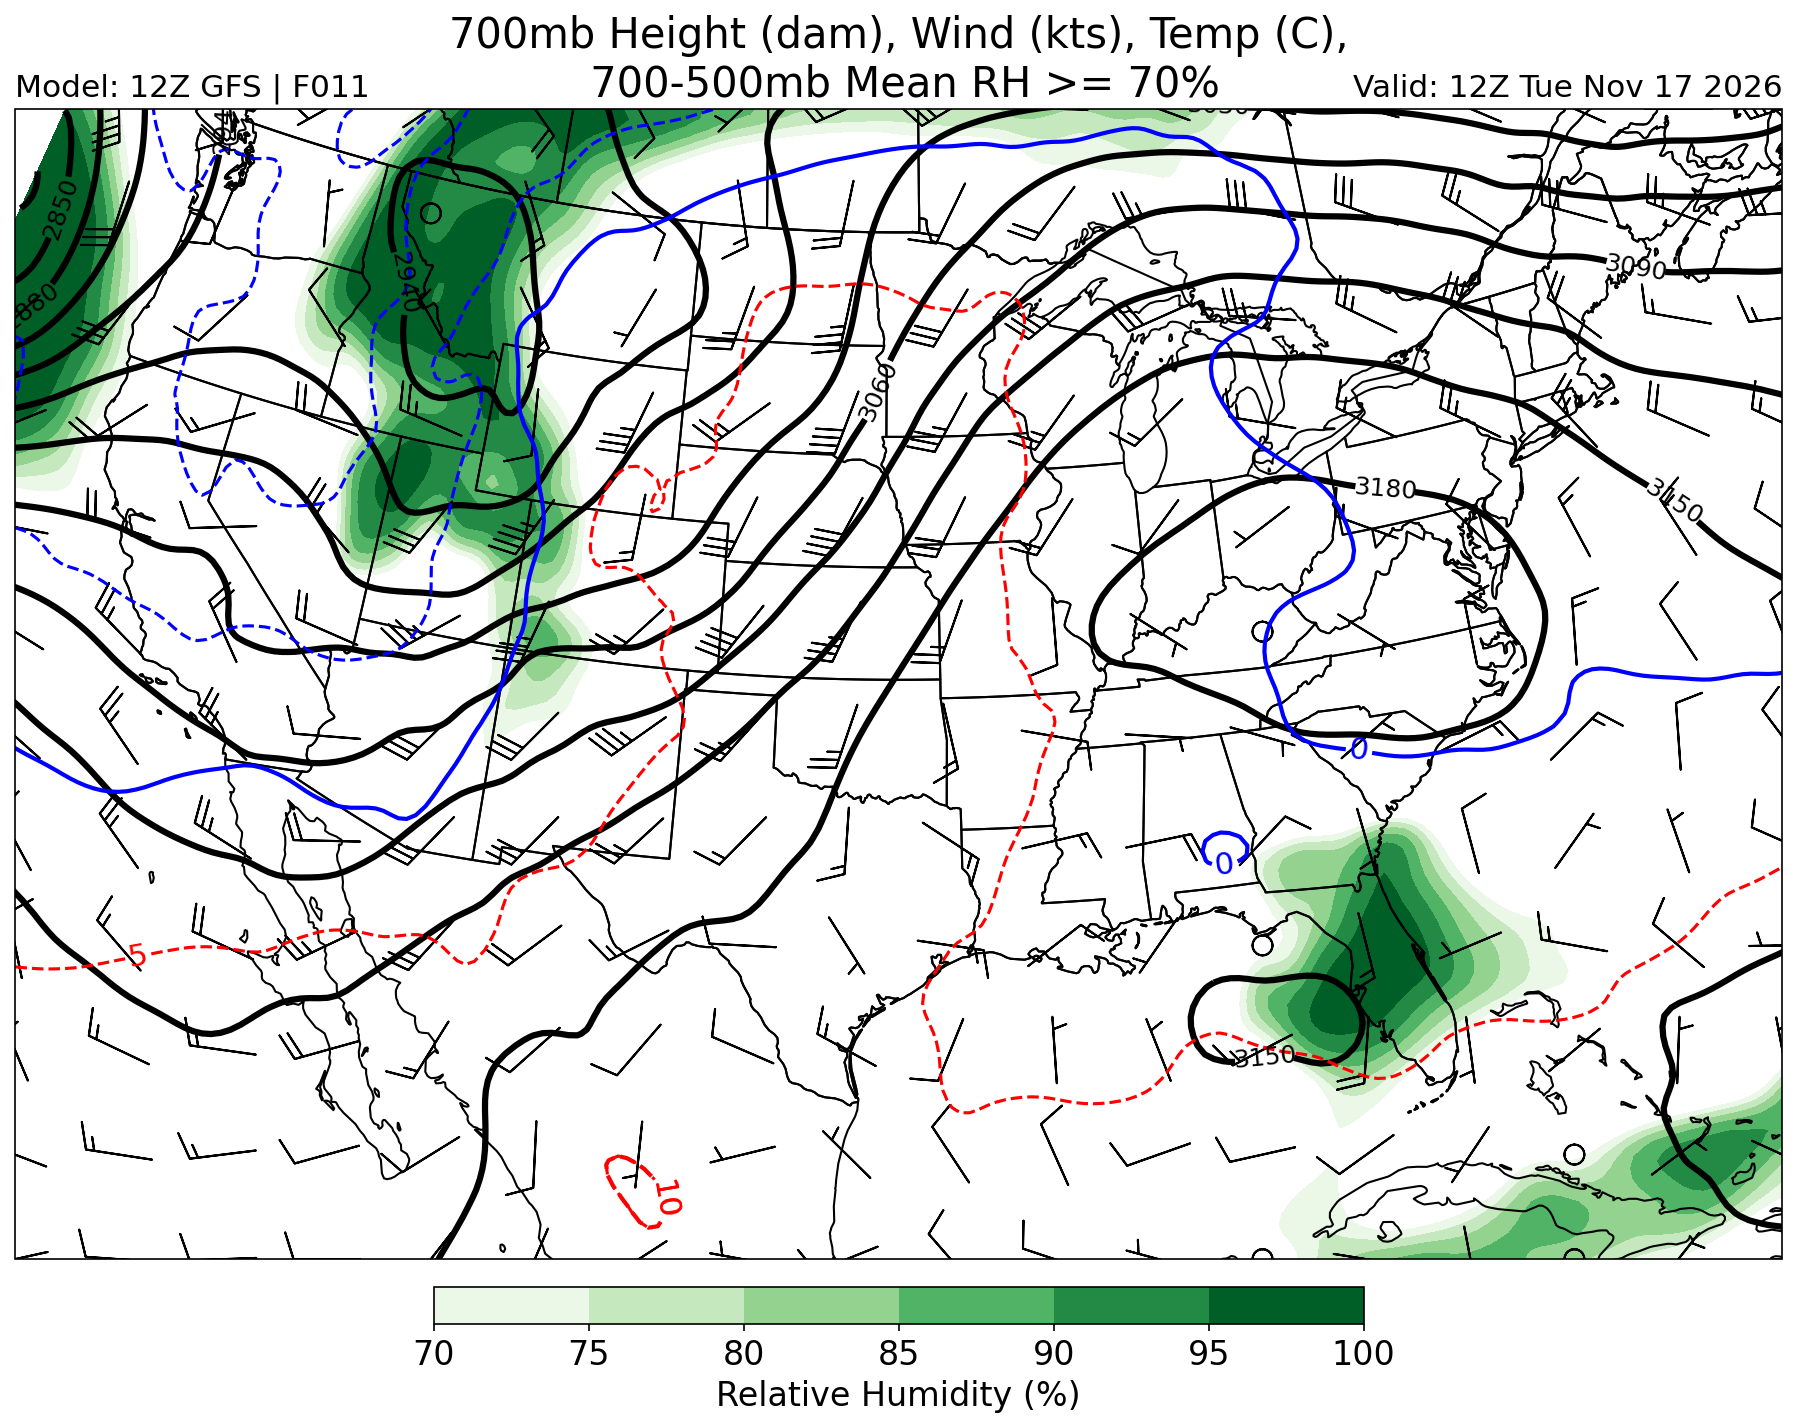 700mb Height (dam), Wind (kts), Temp (C),
700-500mb Mean RH >= 70%
Model: 12Z GFS | F011
Valid: 12Z Tue Nov 17 2026
2850
2940
3090
3060
3180
3150
0
0
5
3150
10
70 75 80 85 90 95 100
Relative Humidity (%)